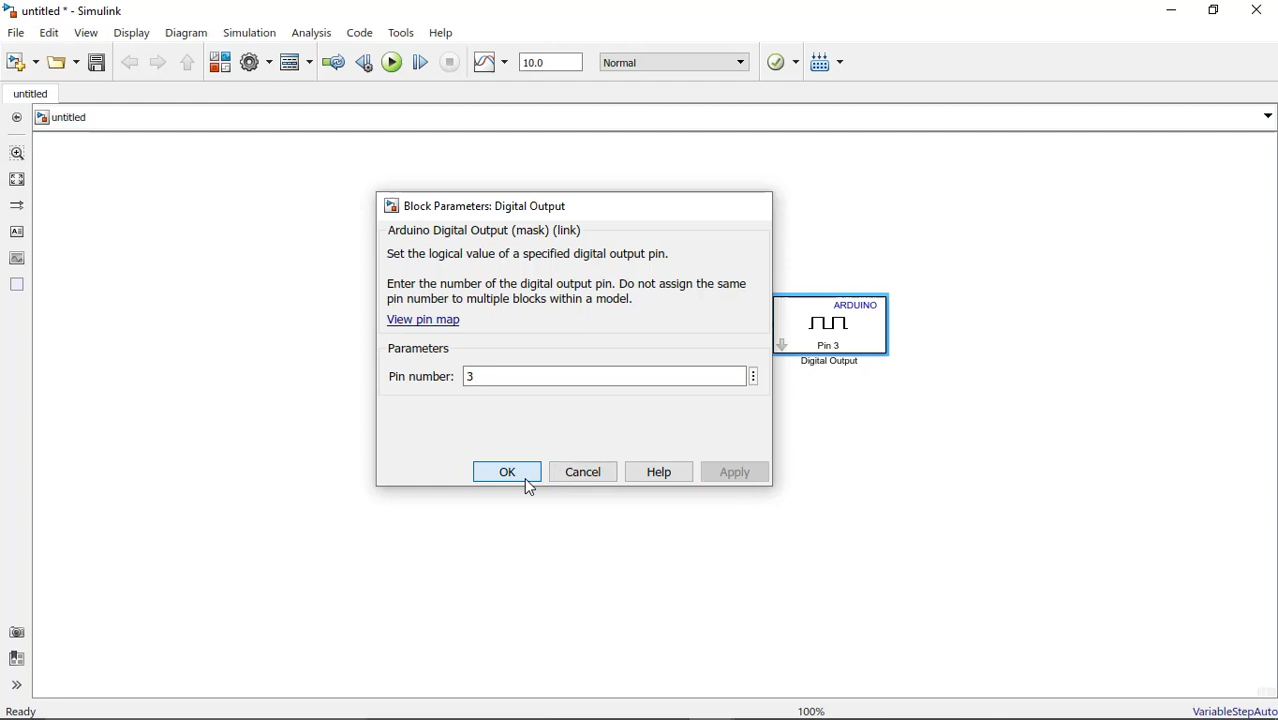 untitled * - Simulink
File Edit View Display Diagram Simulation Analysis Code Tools Help
10.0 Normal
untitled
untitled
Block Parameters: Digital Output
Arduino Digital Output (mask) (link)
Set the logical value of a specified digital output pin.
Enter the number of the digital output pin. Do not assign the same
pin number to multiple blocks within a model.
View pin map
Parameters
Pin number: 3
OK Cancel Help Apply
ARDUINO
Pin 3
Digital Output
Ready 100% VariableStepAuto